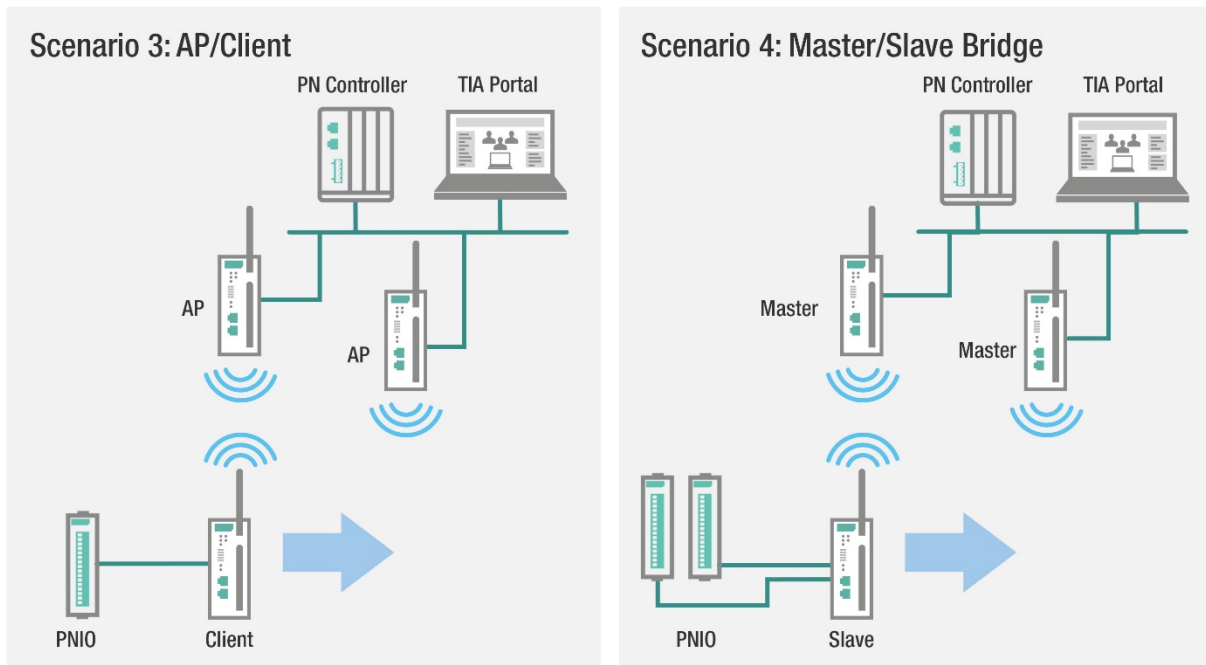 Scenario 3: AP/Client
PN Controller
TIA Portal
AP
AP
PNIO
Client
Scenario 4: Master/Slave Bridge
PN Controller
TIA Portal
Master
Master
PNIO
Slave